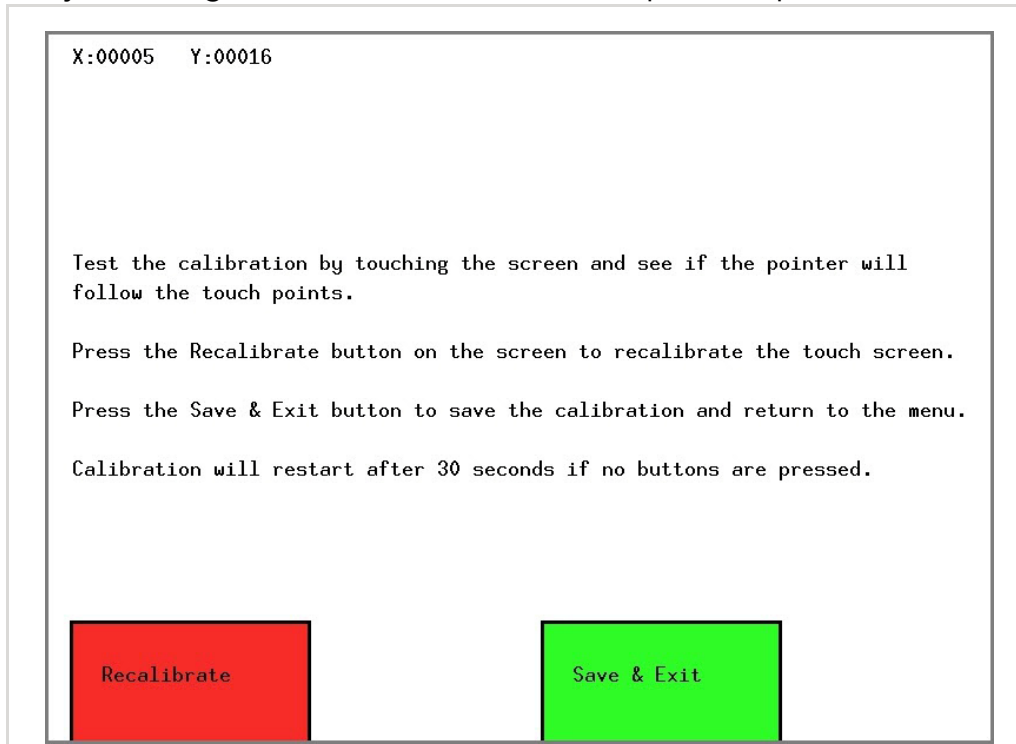 X:00005 Y:00016
Test the calibration by touching the screen and see if the pointer will
follow the touch points.
Press the Recalibrate button on the screen to recalibrate the touch screen.
Press the Save & Exit button to save the calibration and return to the menu.
Calibration will restart after 30 seconds if no buttons are pressed.
Recalibrate
Save & Exit